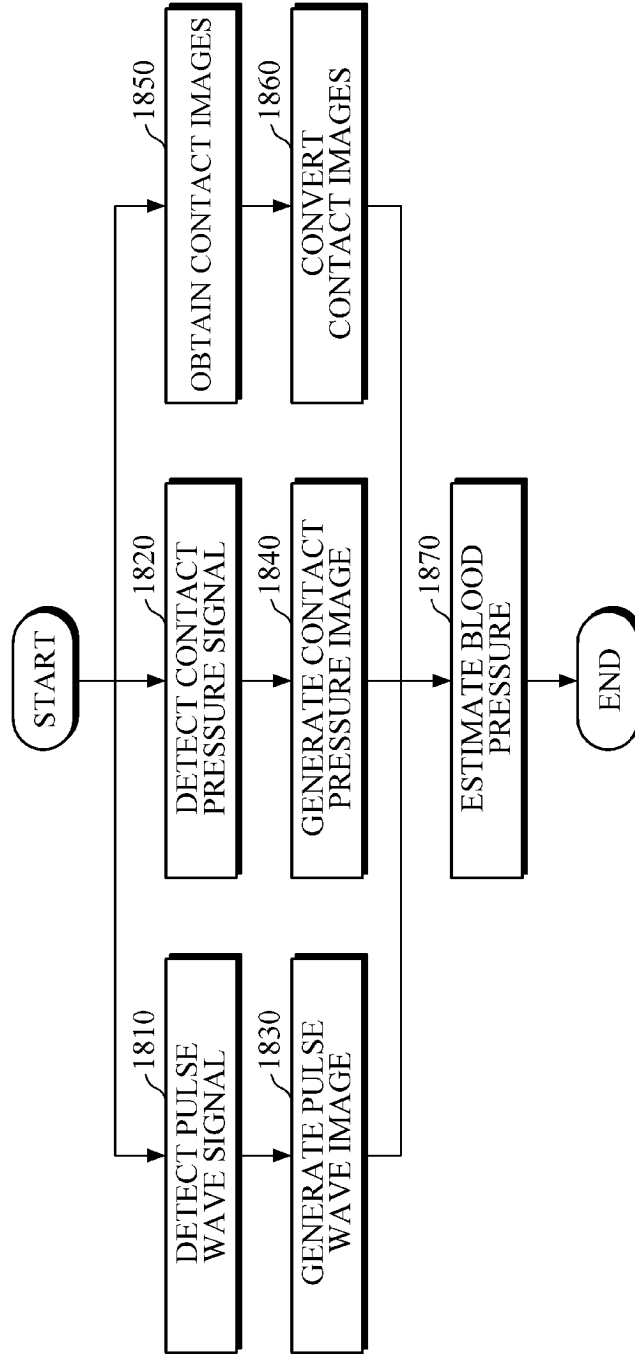 START
1810
DETECT PULSE
WAVE SIGNAL
1820
DETECT CONTACT
PRESSURE SIGNAL
1850
OBTAIN CONTACT IMAGES
1830
GENERATE PULSE
WAVE IMAGE
1840
GENERATE CONTACT
PRESSURE IMAGE
1860
CONVERT
CONTACT IMAGES
1870
ESTIMATE BLOOD
PRESSURE
END